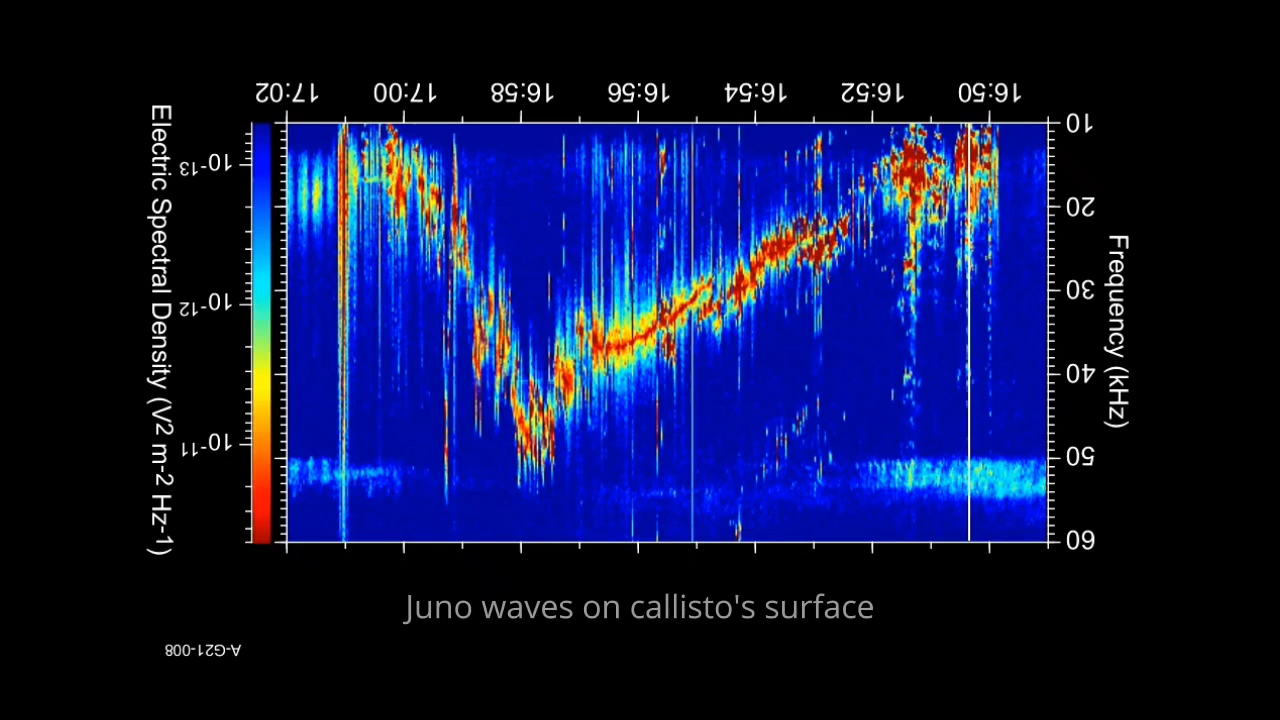 17:02 17:00 16:58 16:56 16:54 16:52 16:50
Electric Spectral Density (V2 m-2 Hz-1)
10-13
10-12
10-11
10
20
30
40
50
60
Frequency (kHz)
Juno waves on callisto's surface
A-G21-008